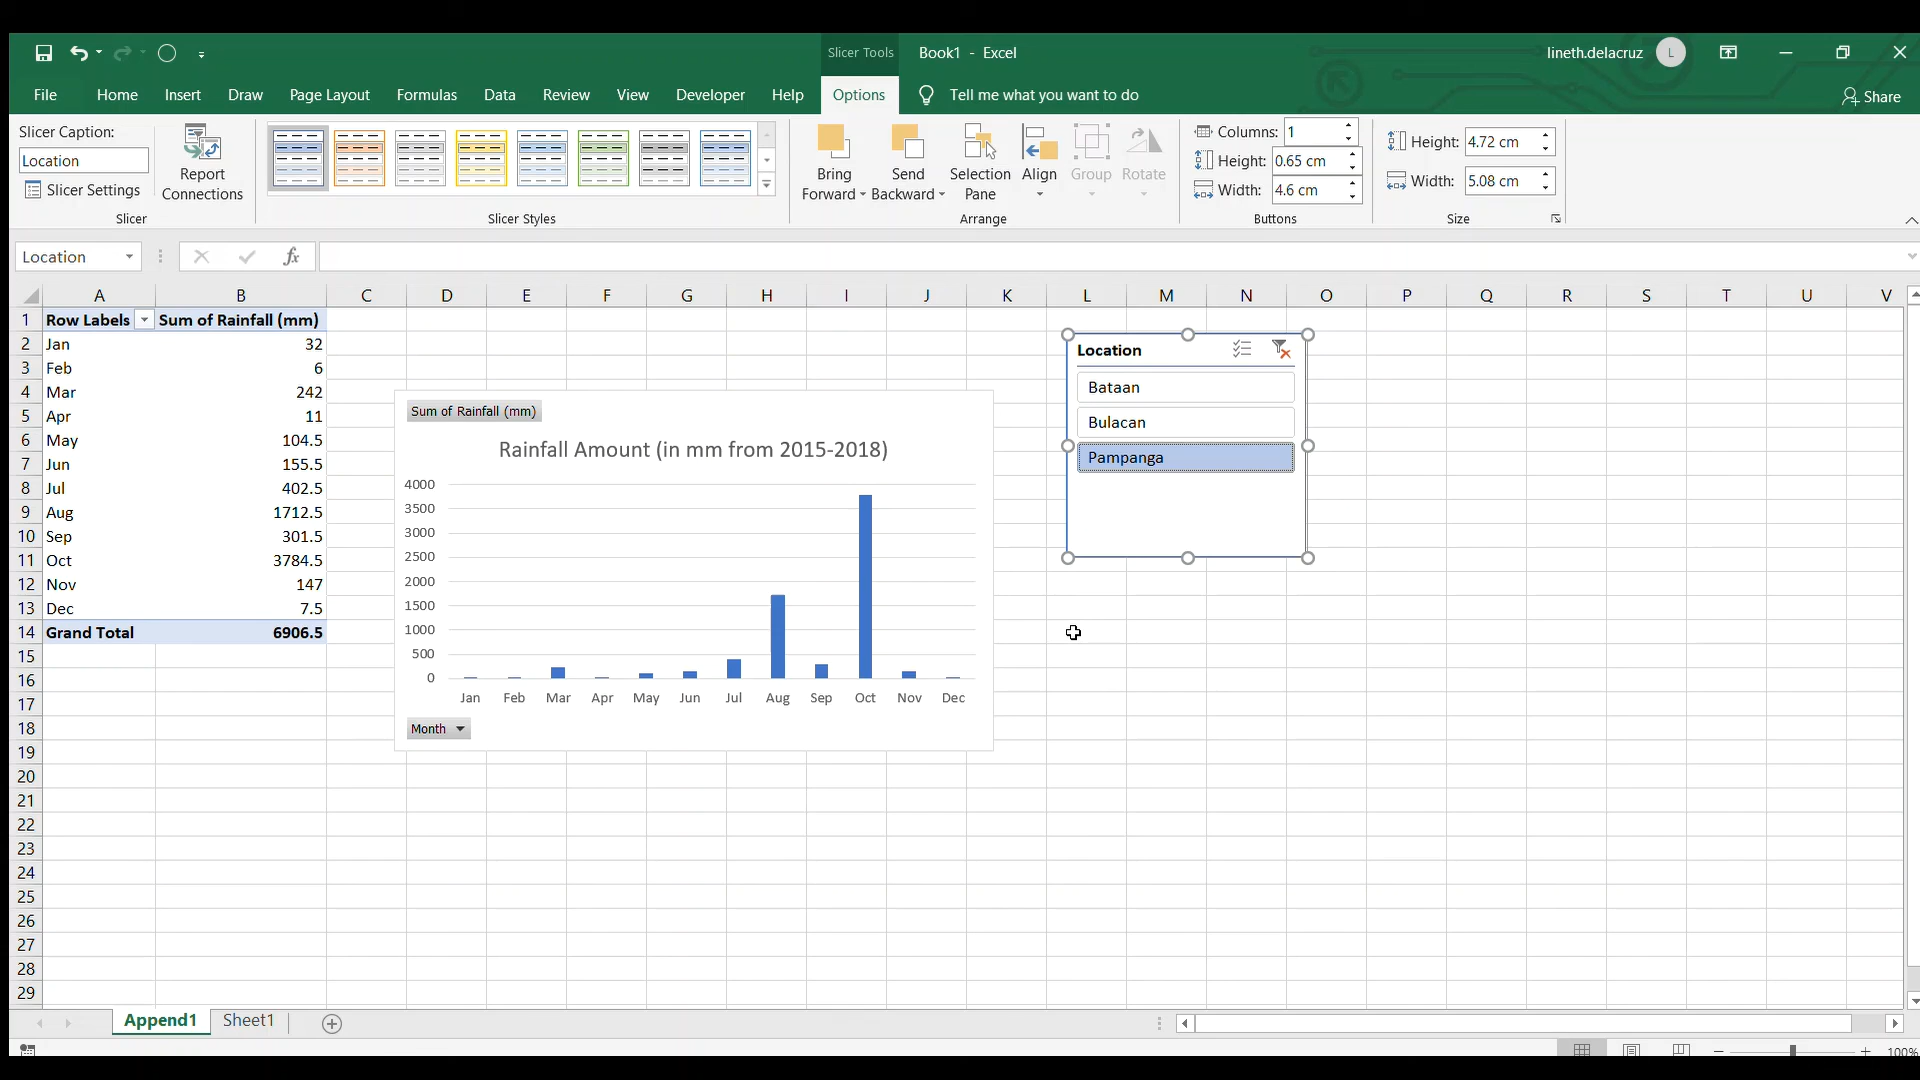 Slicer Tools Book1 - Excel lineth.delacruz L
File Home Insert Draw Page Layout Formulas Data Review View Developer Help Options Tell me what you want to do Share
Slicer Caption:
Location
Slicer Settings
Report Connections
Slicer
Slicer Styles
Bring Forward
Send Backward
Selection Pane
Align
Group
Rotate
Arrange
Columns: 1
Height: 0.65 cm
Width: 4.6 cm
Buttons
Height: 4.72 cm
Width: 5.08 cm
Size
Location fx
A B C D E F G H I J K L M N O P Q R S T U V
1 Row Labels Sum of Rainfall (mm)
2 Jan 32
3 Feb 6
4 Mar 242
5 Apr 11
6 May 104.5
7 Jun 155.5
8 Jul 402.5
9 Aug 1712.5
10 Sep 301.5
11 Oct 3784.5
12 Nov 147
13 Dec 7.5
14 Grand Total 6906.5
15
16
17
18
19
20
21
22
23
24
25
26
27
28
29
Sum of Rainfall (mm)
Rainfall Amount (in mm from 2015-2018)
4000
3500
3000
2500
2000
1500
1000
500
0
Jan Feb Mar Apr May Jun Jul Aug Sep Oct Nov Dec
Month
Location
Bataan
Bulacan
Pampanga
Append1 Sheet1
100%